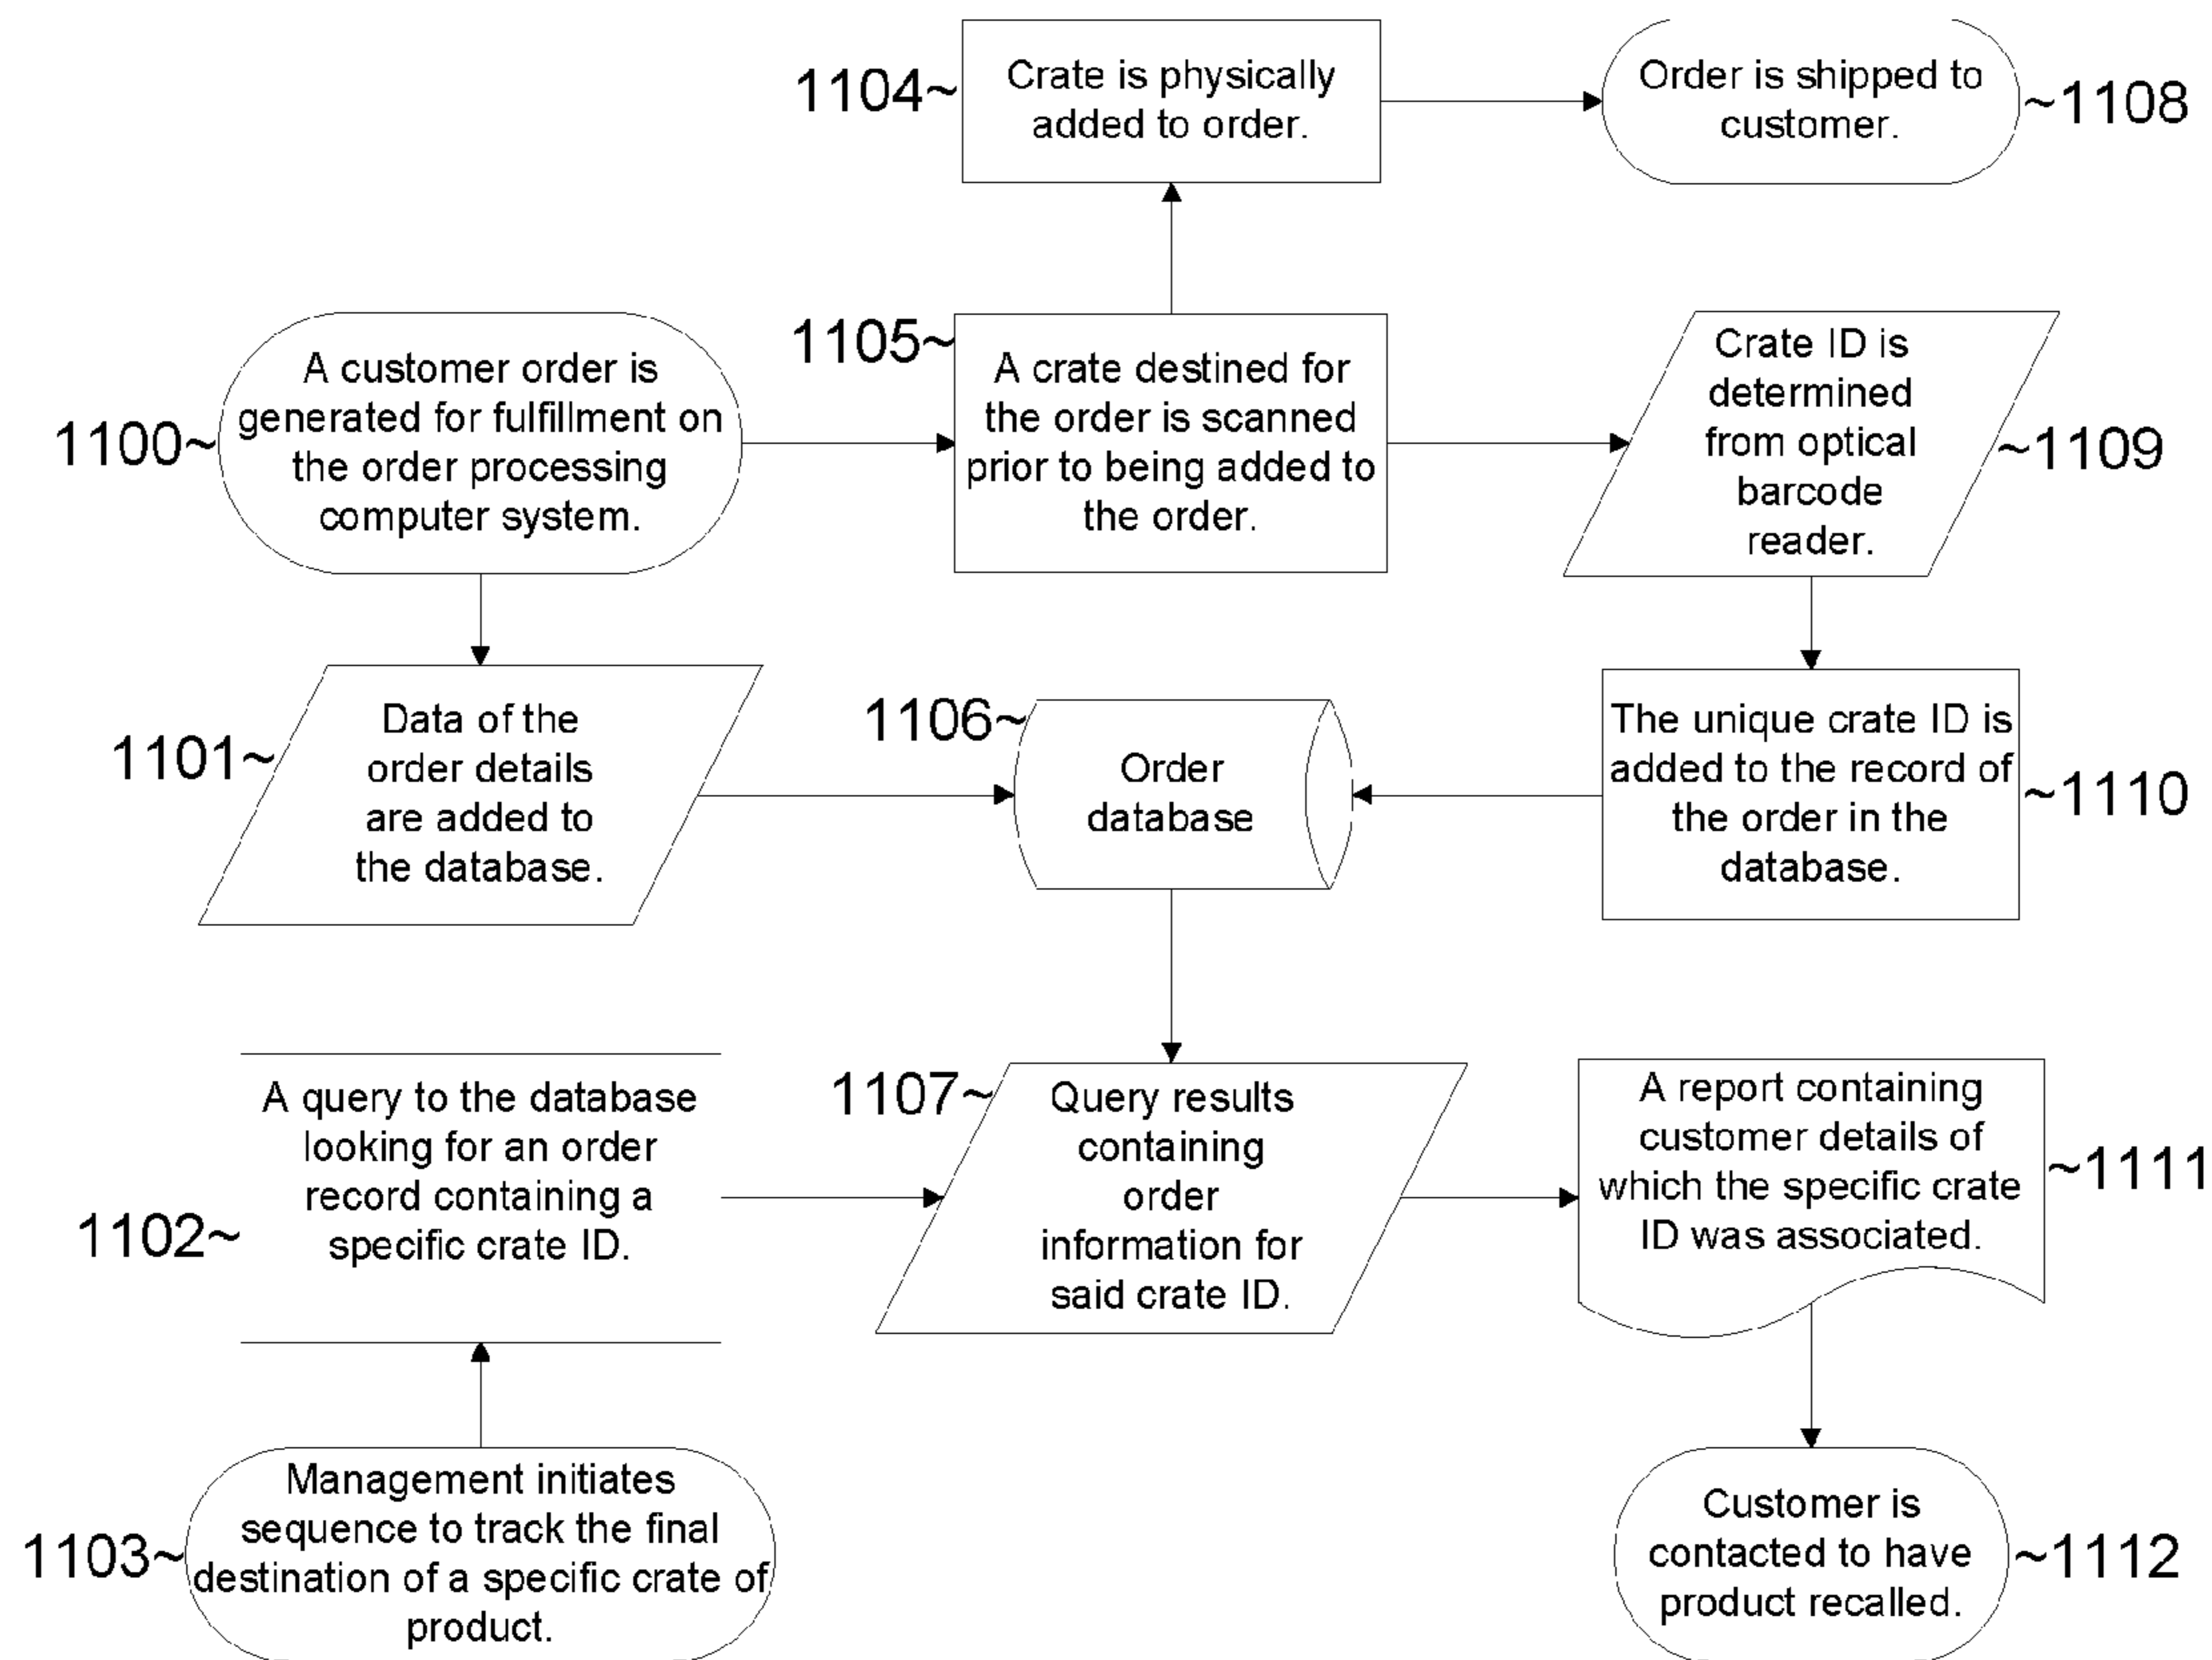 1104~
Crate is physically
added to order.
Order is shipped to
customer.
~1108
1100~
A customer order is
generated for fulfillment on
the order processing
computer system.
1105~
A crate destined for
the order is scanned
prior to being added to
the order.
Crate ID is
determined
from optical
barcode
reader.
~1109
1101~
Data of the
order details
are added to
the database.
1106~
Order
database
The unique crate ID is
added to the record of
the order in the
database.
~1110
1102~
A query to the database
looking for an order
record containing a
specific crate ID.
1107~
Query results
containing
order
information for
said crate ID.
A report containing
customer details of
which the specific crate
ID was associated.
~1111
1103~
Management initiates
sequence to track the final
destination of a specific crate of
product.
Customer is
contacted to have
product recalled.
~1112